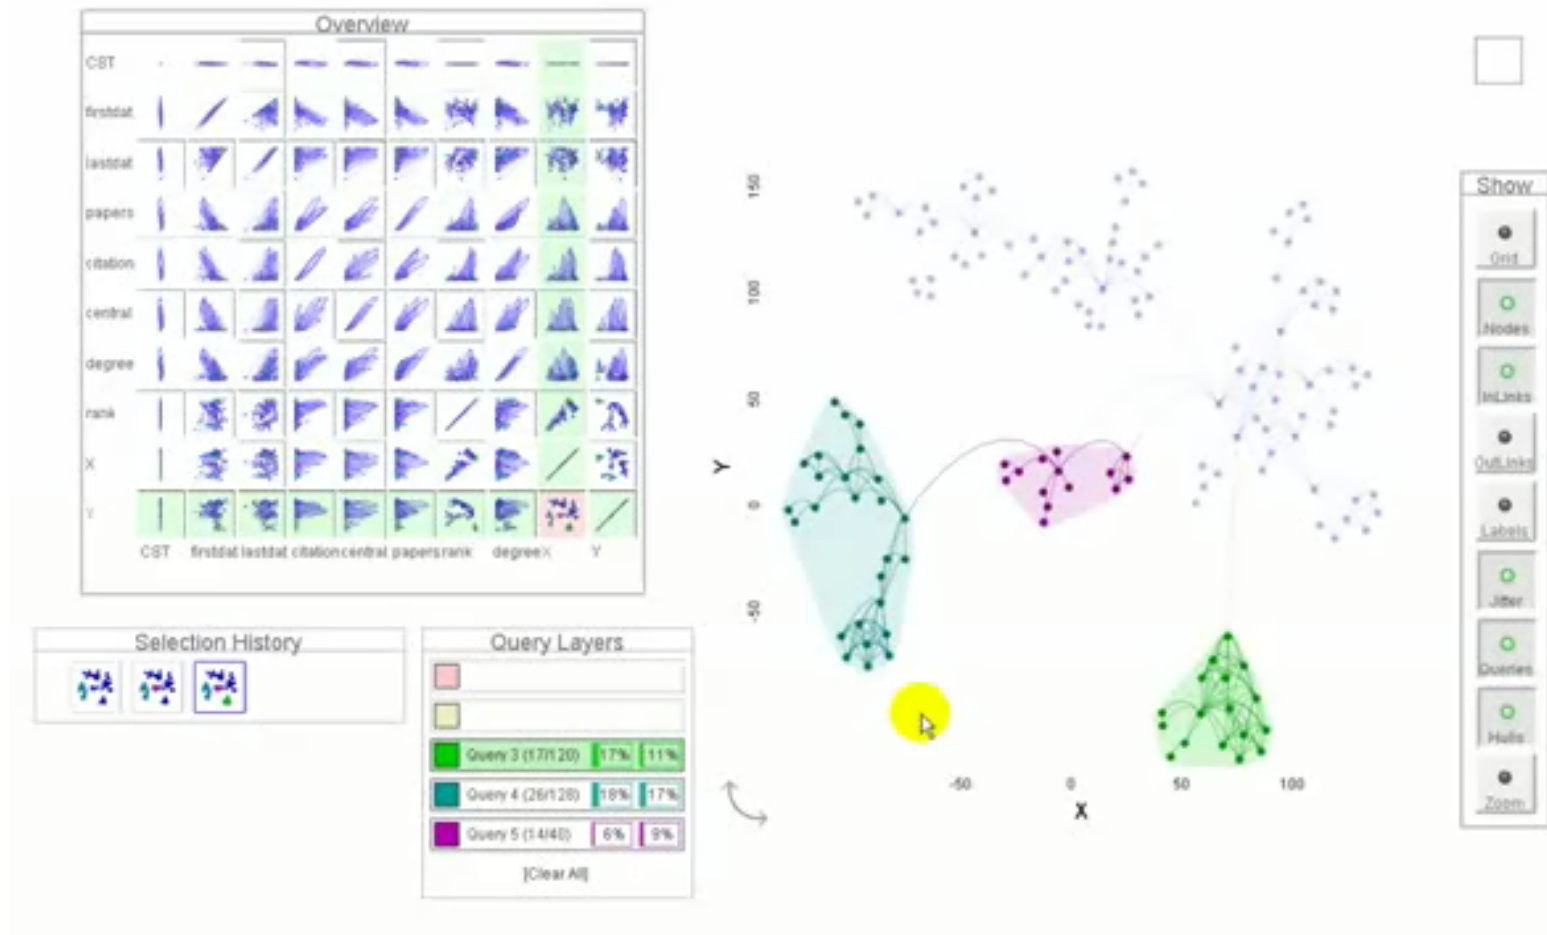 Overview
CST
firstdat
lastdat
papers
citation
central
degree
rank
X
Y
CST firstdat lastdat citation central papers rank degree X Y
Selection History
Query Layers
Query 3 (17/120) 17% 11%
Query 4 (26/128) 18% 17%
Query 5 (14/40) 6% 9%
[Clear All]
150
100
50
0
-50
Y
-50 0 50 100
X
Show
Grid
Nodes
InLinks
OutLinks
Labels
Jitter
Queries
Hulls
Zoom